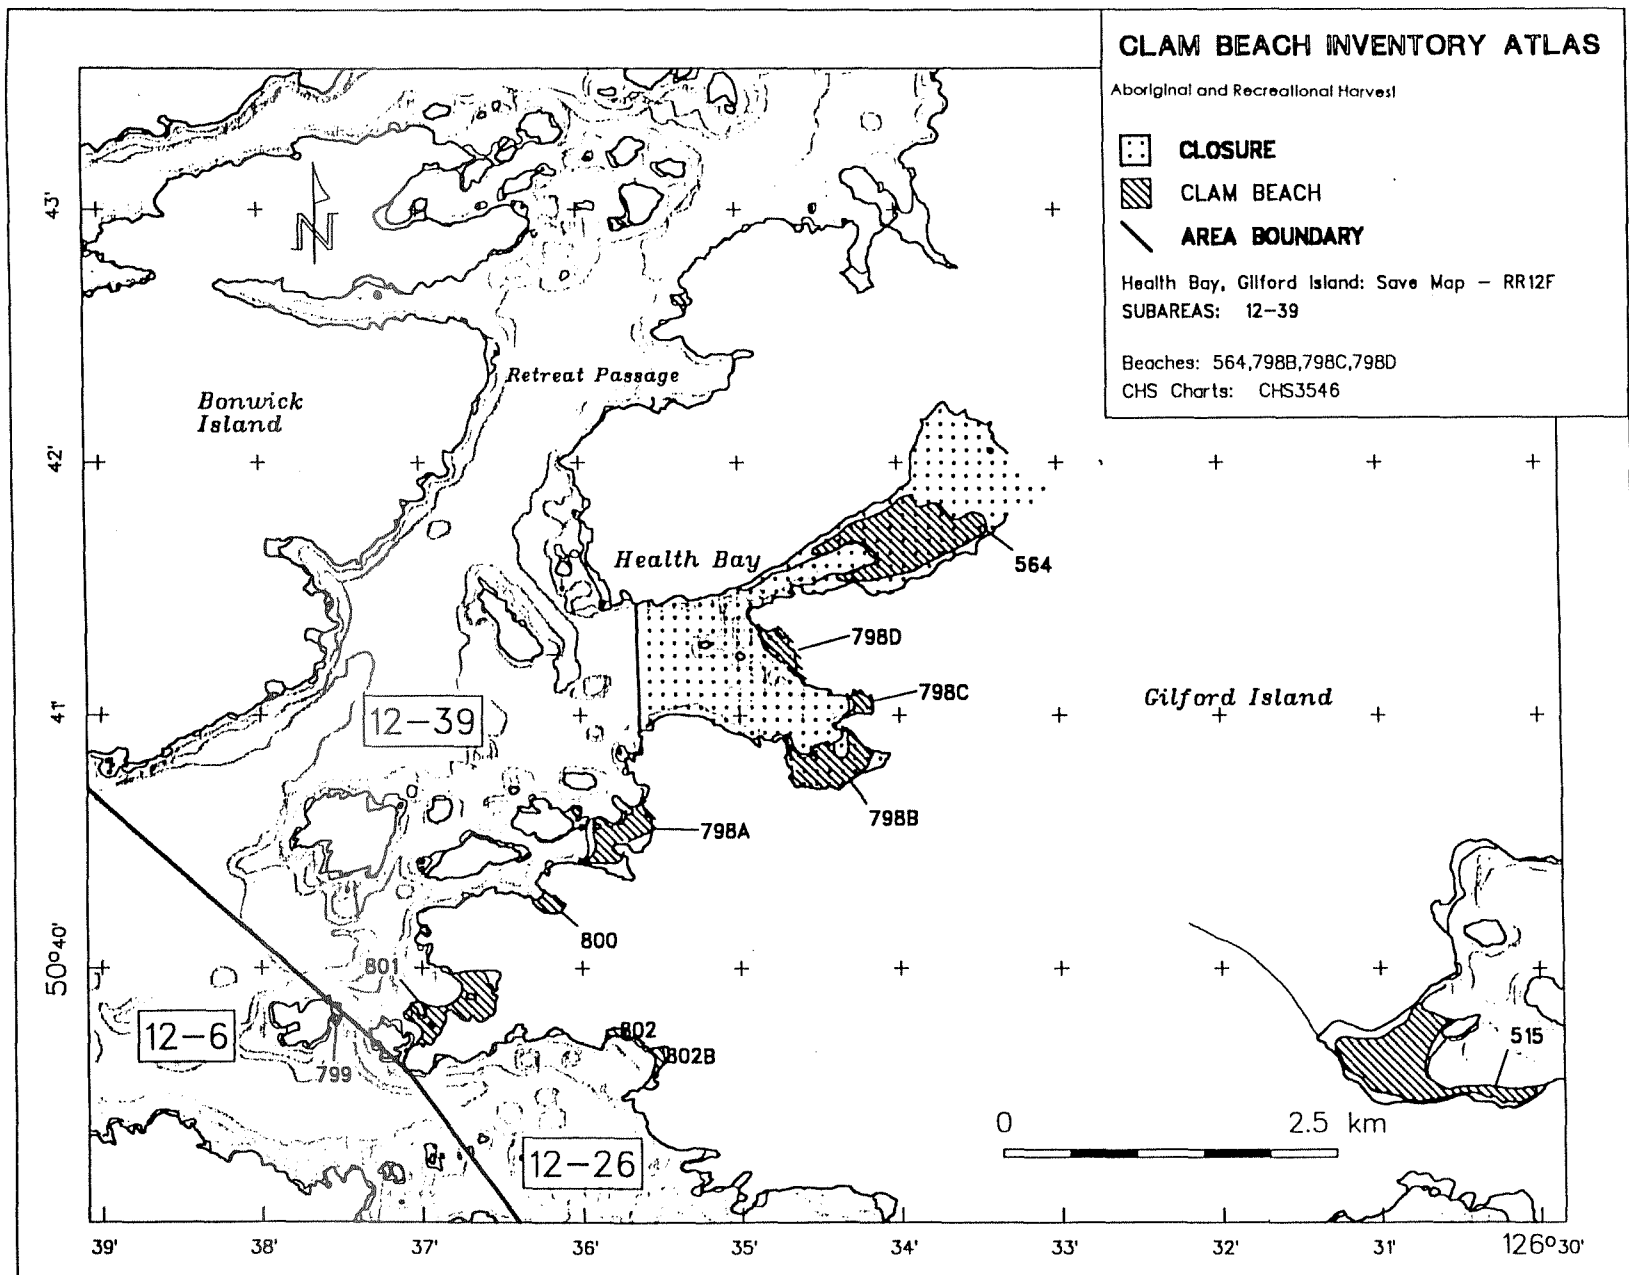 CLAM BEACH INVENTORY ATLAS
Aboriginal and Recreational Harvest
CLOSURE
CLAM BEACH
AREA BOUNDARY
Health Bay, Gilford Island: Save Map - RR12F
SUBAREAS: 12-39
Beaches: 564,798B,798C,798D
CHS Charts: CHS3546
43'
N
Retreat Passage
Bonwick
Island
42'
Health Bay
564
798D
798C
Gilford Island
41'
12-39
798B
798A
800
50°40'
801
12-6
799
802
802B
515
0 2.5 km
12-26
39' 38' 37' 36' 35' 34' 33' 32' 31' 126°30'